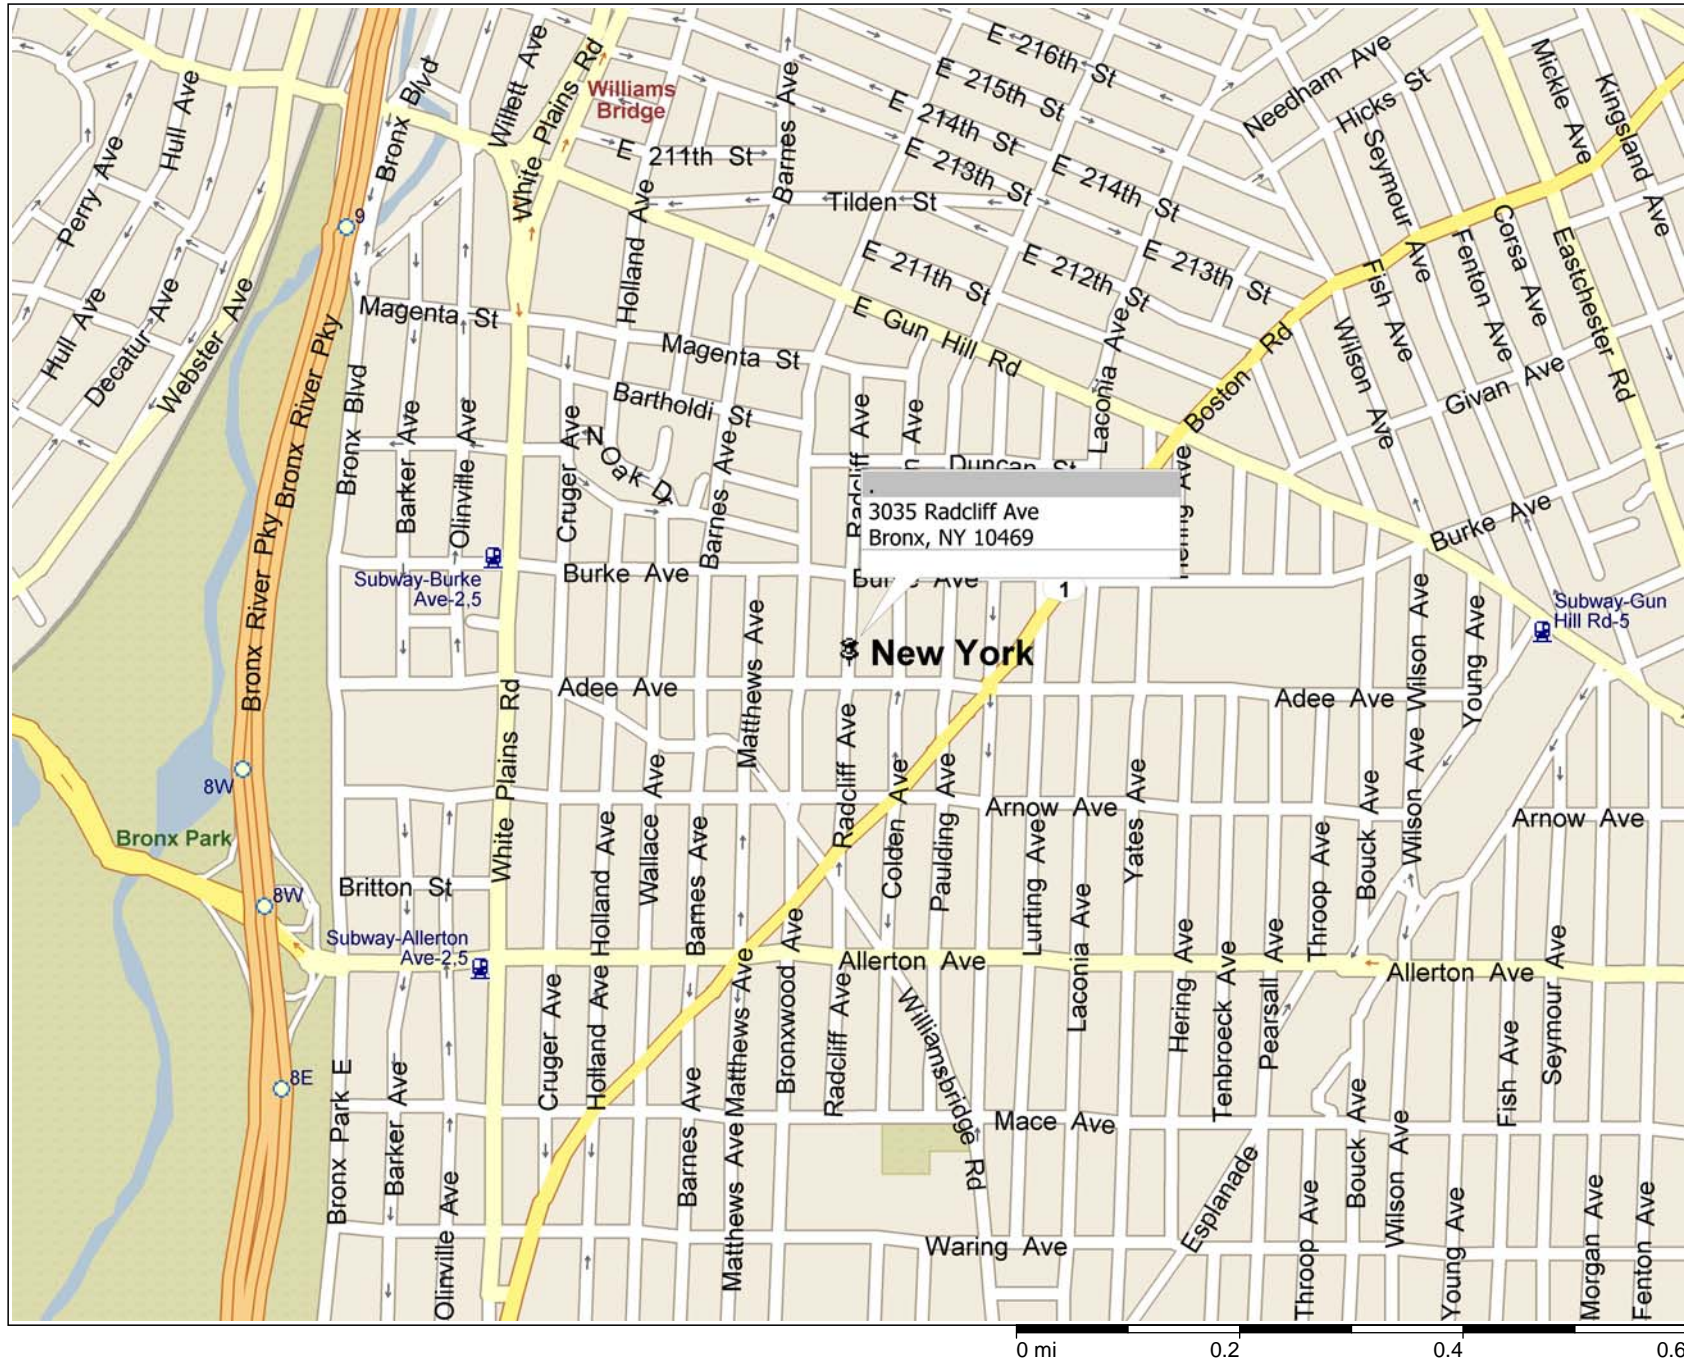 E 216th St
E 215th St
E 214th St
E 213th St
E 214th St
E 213th St
E 212th St
E 211th St
E 211th St
Williams
Bridge
Willett Ave
White Plains Rd
Bronx Blvd
Hull Ave
Perry Ave
Hull Ave
Decatur Ave
Webster Ave
9
Barnes Ave
Tilden St
Holland Ave
Needham Ave
Hicks St
Mickle Ave
Kingsland Ave
Seymour Ave
Corsa Ave
Fenton Ave
Fish Ave
Eastchester Rd
Wilson Ave
Givan Ave
Boston Rd
Laconia Ave
E Gun Hill Rd
Magenta St
Magenta St
Bartholdi St
Bronx River Pky
Bronx River Pky
Bronx Blvd
Barker Ave
Olinville Ave
Cruger Ave
N Oak Dr
Barnes Ave
Radcliff Ave
Ave
Duncan St
Hering Ave
.
3035 Radcliff Ave
Bronx, NY 10469
Burke Ave
Burke Ave
Burke Ave
Subway-Burke
Ave-2,5
1
Subway-Gun
Hill Rd-5
Young Ave
Wilson Ave
Wilson Ave
New York
Matthews Ave
Adee Ave
Adee Ave
White Plains Rd
Radcliff Ave
Colden Ave
Paulding Ave
Arnow Ave
Arnow Ave
Yates Ave
Bouck Ave
Throop Ave
Lurting Ave
Laconia Ave
8W
Bronx Park
8W
Britton St
Holland Ave
Wallace Ave
Barnes Ave
Subway-Allerton
Ave-2,5
Allerton Ave
Allerton Ave
Bronxwood Ave
Radcliff Ave
Matthews Ave
Cruger Ave
Holland Ave
Williamsbridge Rd
Hering Ave
Tenbroeck Ave
Pearsall Ave
Fish Ave
Seymour Ave
8E
Bronx River Pky
Bronx Park E
Barker Ave
Olinville Ave
Barnes Ave
Matthews Ave
Mace Ave
Waring Ave
Esplanade
Throop Ave
Bouck Ave
Wilson Ave
Young Ave
Morgan Ave
Fenton Ave
0 mi
0.2
0.4
0.6